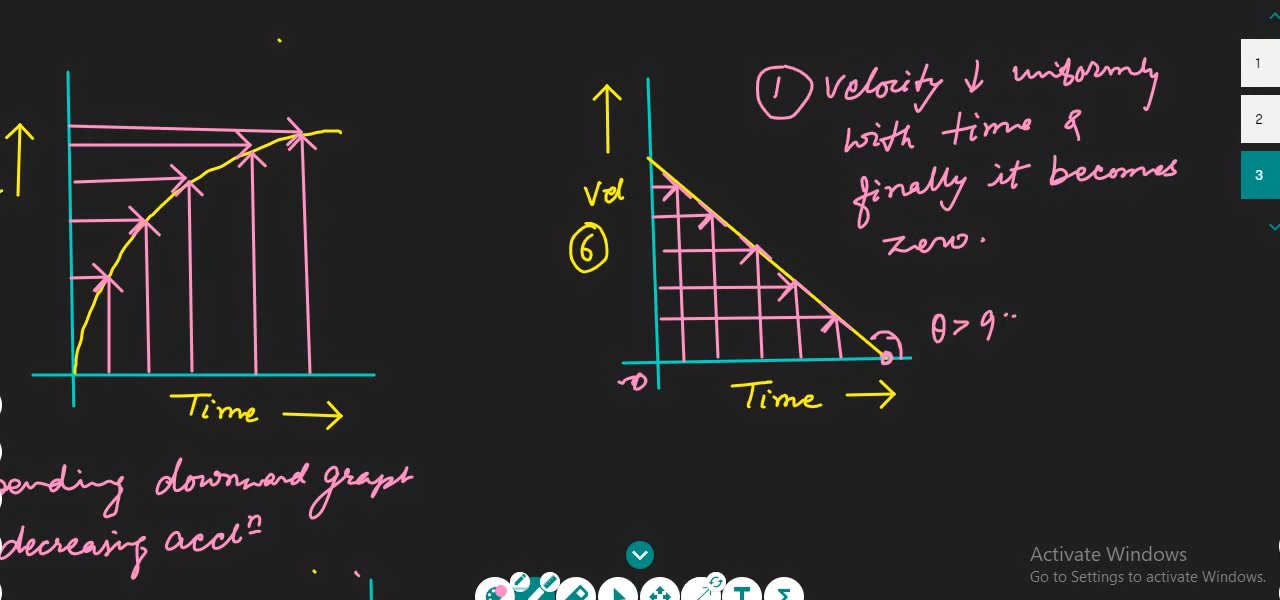 Time
bending downward graph
decreasing accl^n
Vel
6
Time
① Velocity ↓ uniformly
with time &
finally it becomes
zero.
θ > 9
1
2
3
Activate Windows
Go to Settings to activate Windows.
T
Σ